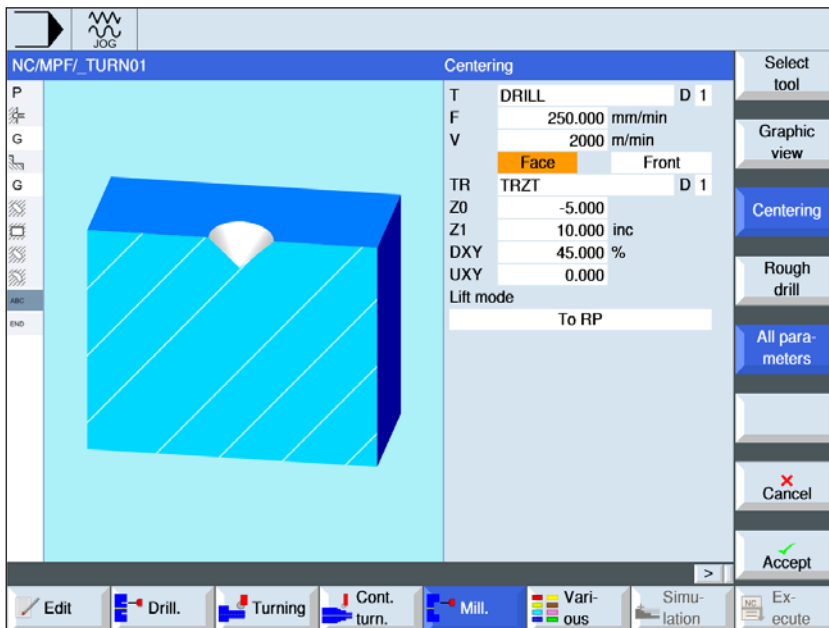 JOG
NC/MPF/_TURN01
Centering
P
G
G
ABC
END
T DRILL D 1
F 250.000 mm/min
V 2000 m/min
Face Front
TR TRZT D 1
Z0 -5.000
Z1 10.000 inc
DXY 45.000 %
UXY 0.000
Lift mode
To RP
Select
tool
Graphic
view
Centering
Rough
drill
All para-
meters
Cancel
Accept
>
Edit
Drill.
Turning
Cont.
turn.
Mill.
Vari-
ous
Simu-
lation
NC
Ex-
ecute